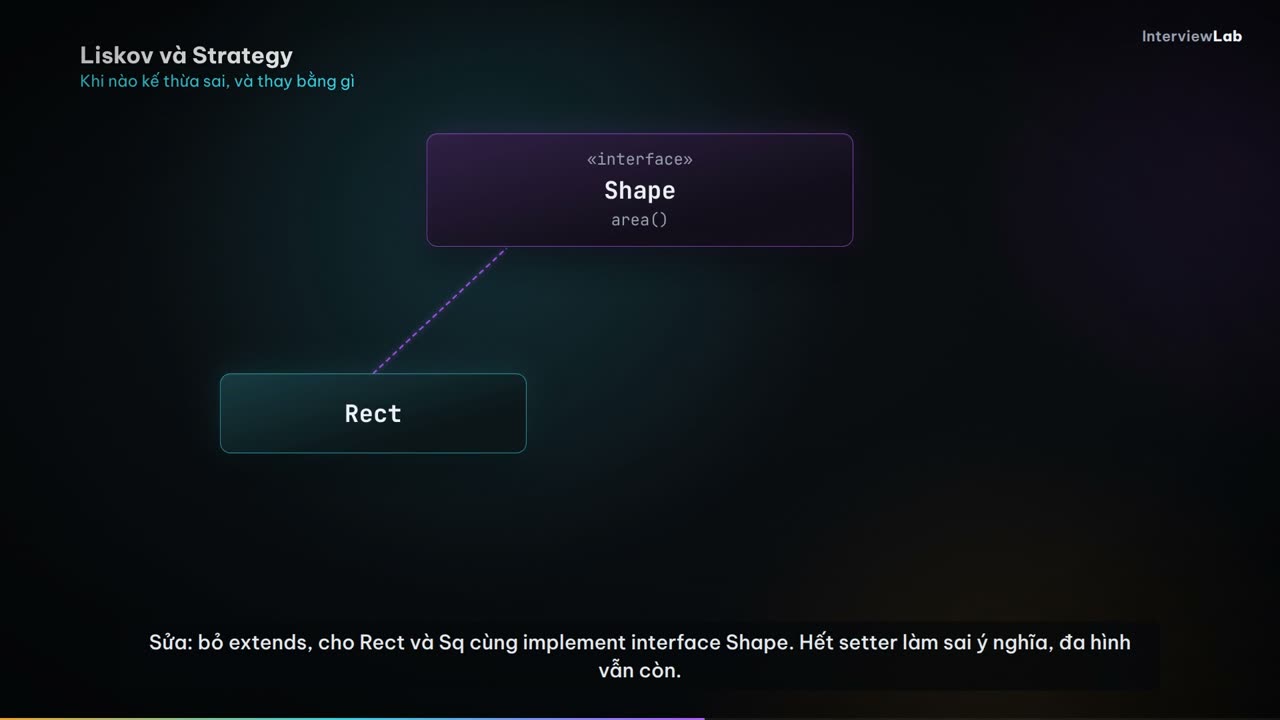 Liskov và Strategy
InterviewLab
Khi nào kế thừa sai, và thay bằng gì
«interface»
Shape
area()
Rect
Sửa: bỏ extends, cho Rect và Sq cùng implement interface Shape. Hết setter làm sai ý nghĩa, đa hình
vẫn còn.